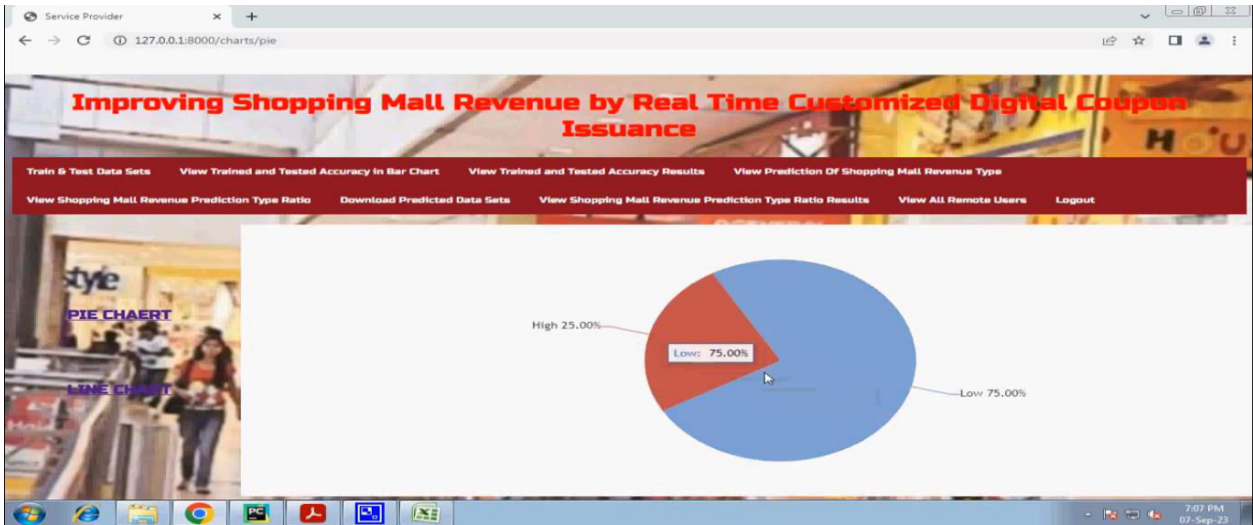 Service Provider
127.0.0.1:8000/charts/pie
Improving Shopping Mall Revenue by Real Time Customized Digital Coupon
Issuance
Train & Test Data Sets View Trained and Tested Accuracy in Bar Chart View Trained and Tested Accuracy Results View Prediction Of Shopping Mall Revenue Type
View Shopping Mall Revenue Prediction Type Ratio Download Predicted Data Sets View Shopping Mall Revenue Prediction Type Ratio Results View All Remote Users Logout
style
PIE CHAERT
LINE CHART
High 25.00%
Low: 75.00%
Low 75.00%
PC
7:07 PM
07-Sep-23